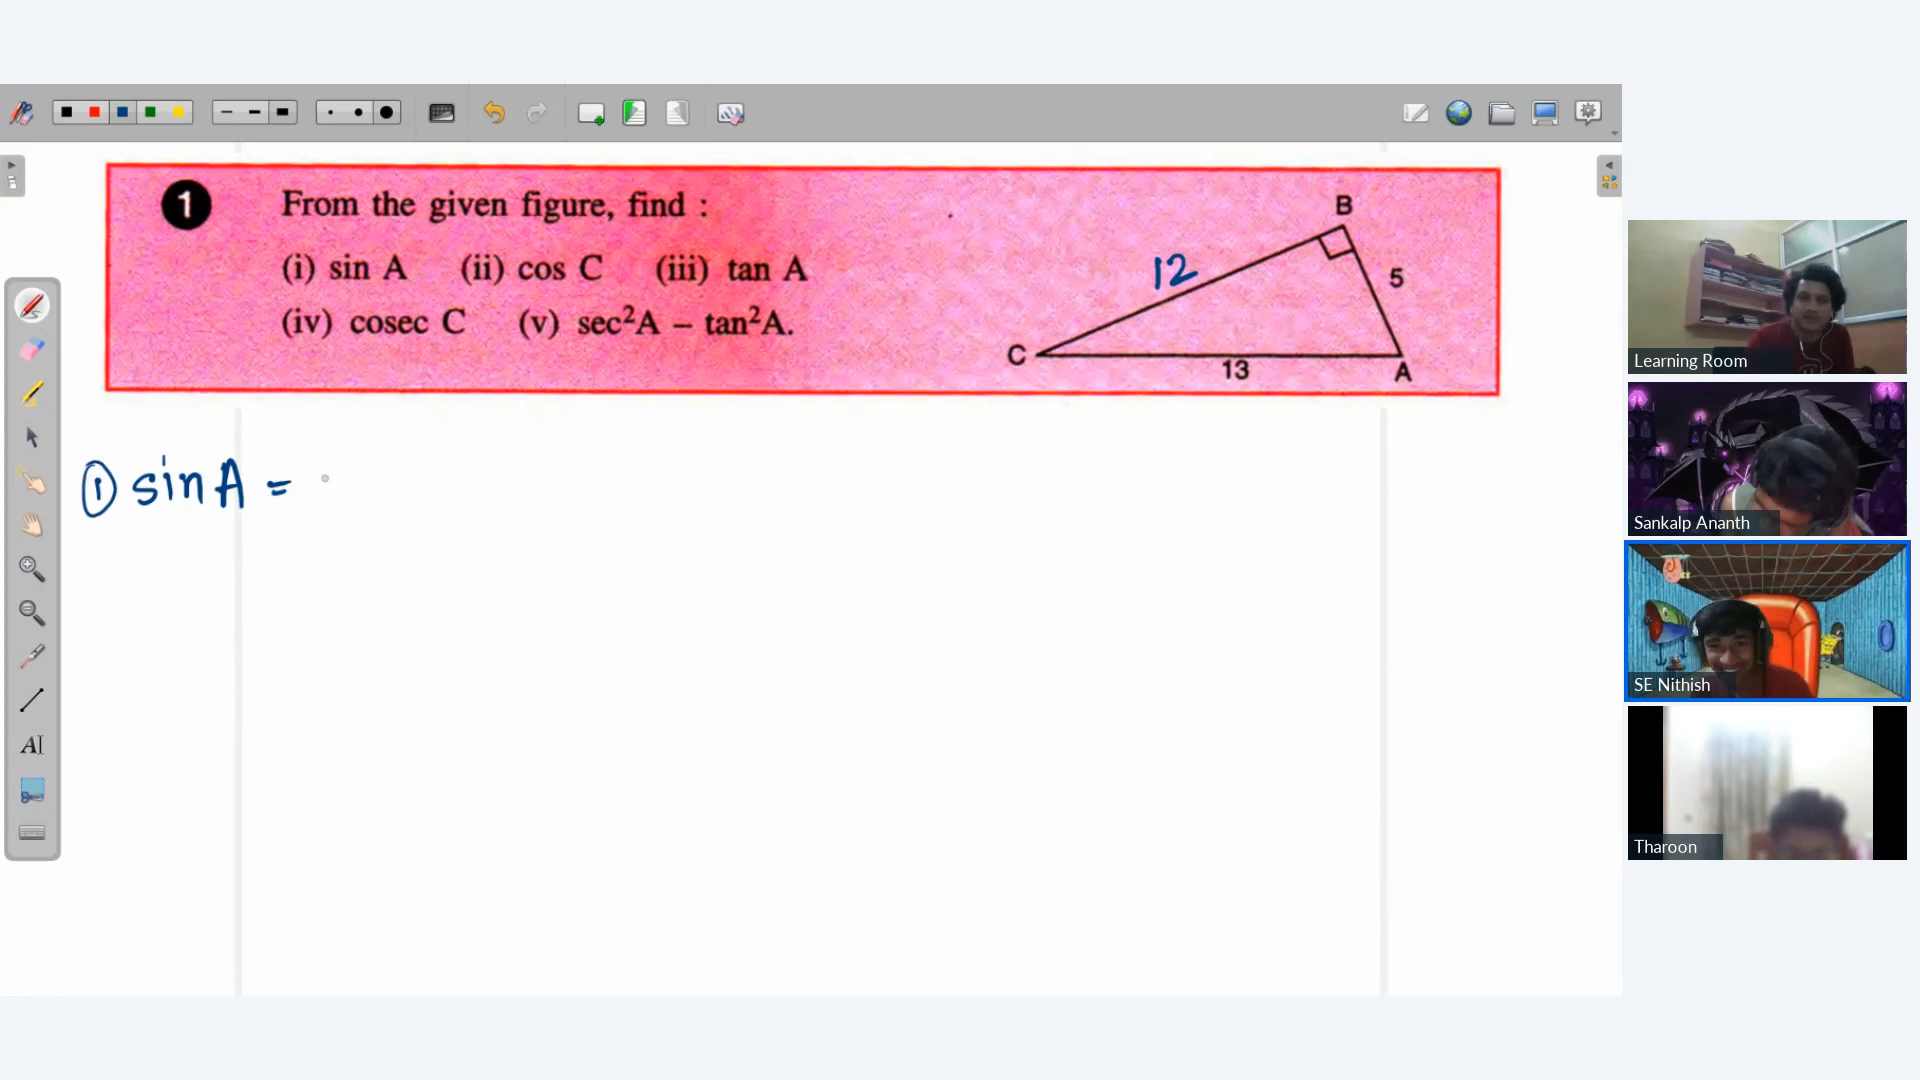 1 From the given figure, find :
(i) sin A (ii) cos C (iii) tan A
(iv) cosec C (v) sec²A – tan²A.
B
12
5
C
13
A
① sin A =
AI
Learning Room
Sankalp Ananth
SE Nithish
Tharoon